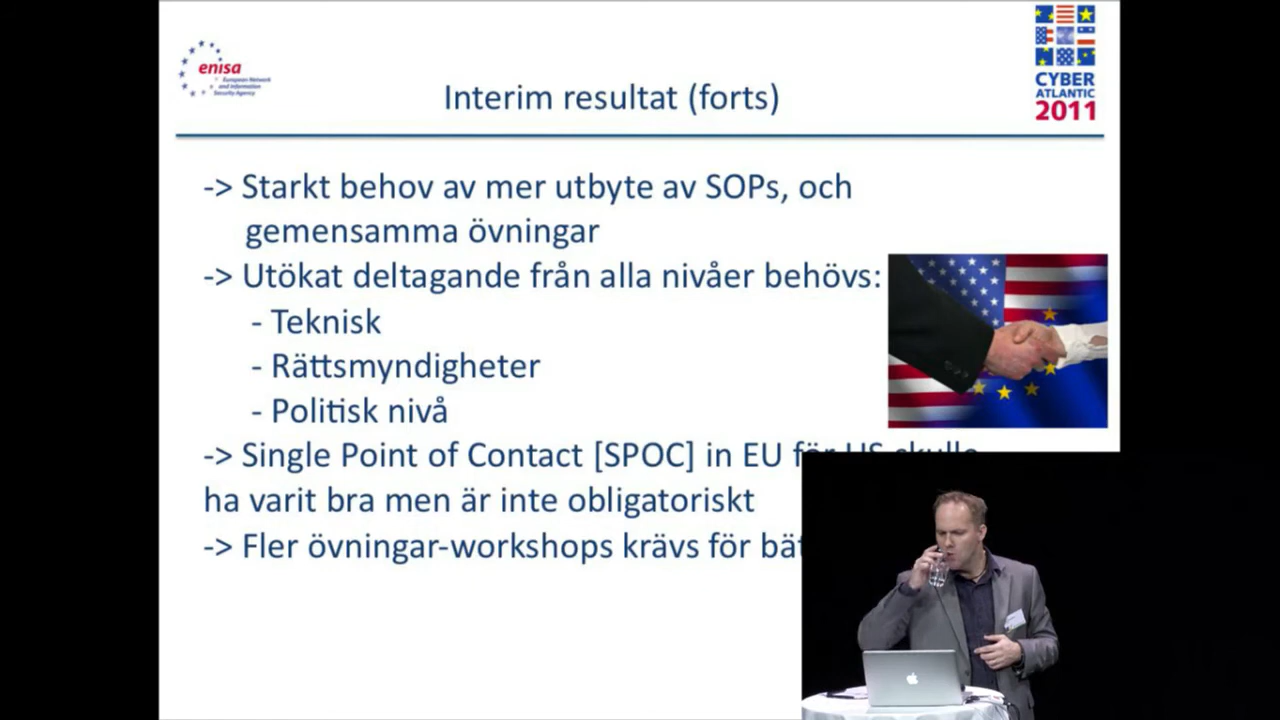 enisa
European Network
and Information
Security Agency
CYBER
ATLANTIC
2011
Interim resultat (forts)
-> Starkt behov av mer utbyte av SOPs, och
gemensamma övningar
-> Utökat deltagande från alla nivåer behövs:
- Teknisk
- Rättsmyndigheter
- Politisk nivå
-> Single Point of Contact [SPOC] in EU för US skulle
ha varit bra men är inte obligatoriskt
-> Fler övningar-workshops krävs för